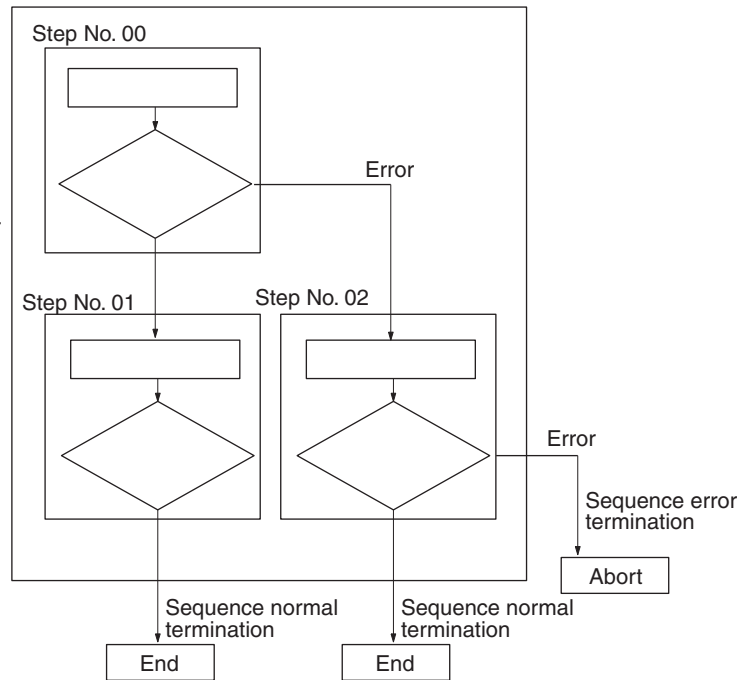 Step No. 00
Error
Step No. 01
Step No. 02
Error
Sequence error
termination
Abort
Sequence normal
termination
End
Sequence normal
termination
End